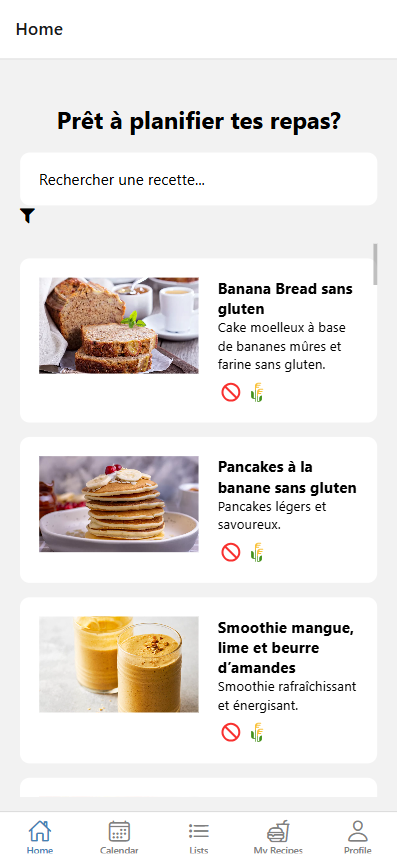 Home
Prêt à planifier tes repas?
Rechercher une recette...
Banana Bread sans
gluten
Cake moelleux à base
de bananes mûres et
farine sans gluten.
Pancakes à la
banane sans gluten
Pancakes légers et
savoureux.
Smoothie mangue,
lime et beurre
d’amandes
Smoothie rafraîchissant
et énergisant.
Home
Calendar
Lists
My Recipes
Profile